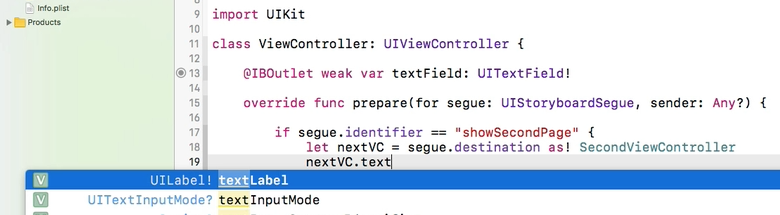 Info.plist
Products
9 import UIKit
10
11 class ViewController: UIViewController {
12
13 @IBOutlet weak var textField: UITextField!
14
15 override func prepare(for segue: UIStoryboardSegue, sender: Any?) {
16
17 if segue.identifier == "showSecondPage" {
18 let nextVC = segue.destination as! SecondViewController
19 nextVC.text
V UILabel! textLabel
V UITextInputMode? textInputMode